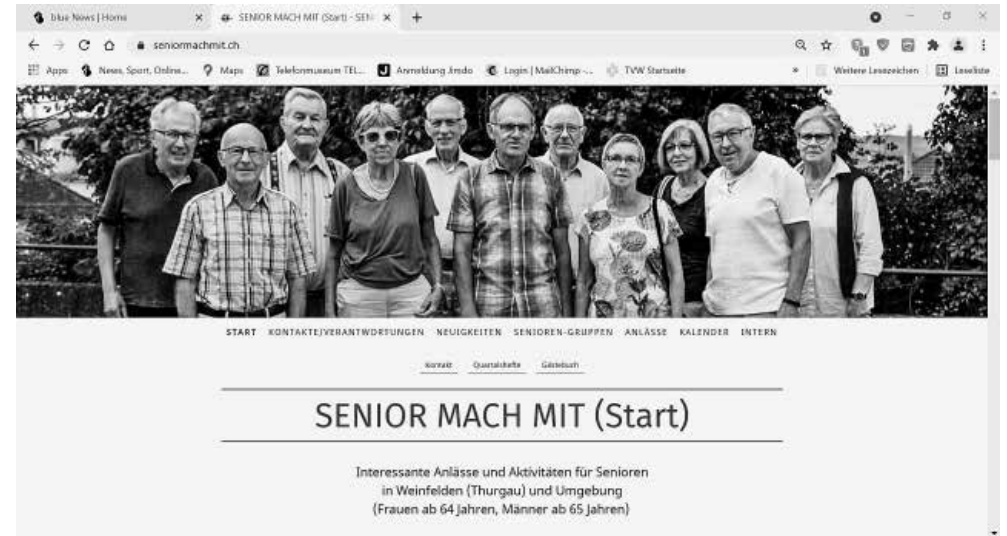 blue News | Home
SENIOR MACH MIT (Start) - SENI
seniormachmit.ch
Apps News, Sport, Online... Maps Telefonmuseum TEL... Anmeldung Jimdo Login | MailChimp -... TVW Startseite » Weitere Lesezeichen Leseliste
START KONTAKTE/VERANTWORTUNGEN NEUIGKEITEN SENIOREN-GRUPPEN ANLÄSSE KALENDER INTERN
Kontakt Quartalshefte Gästebuch
SENIOR MACH MIT (Start)
Interessante Anlässe und Aktivitäten für Senioren
in Weinfelden (Thurgau) und Umgebung
(Frauen ab 64 Jahren, Männer ab 65 Jahren)